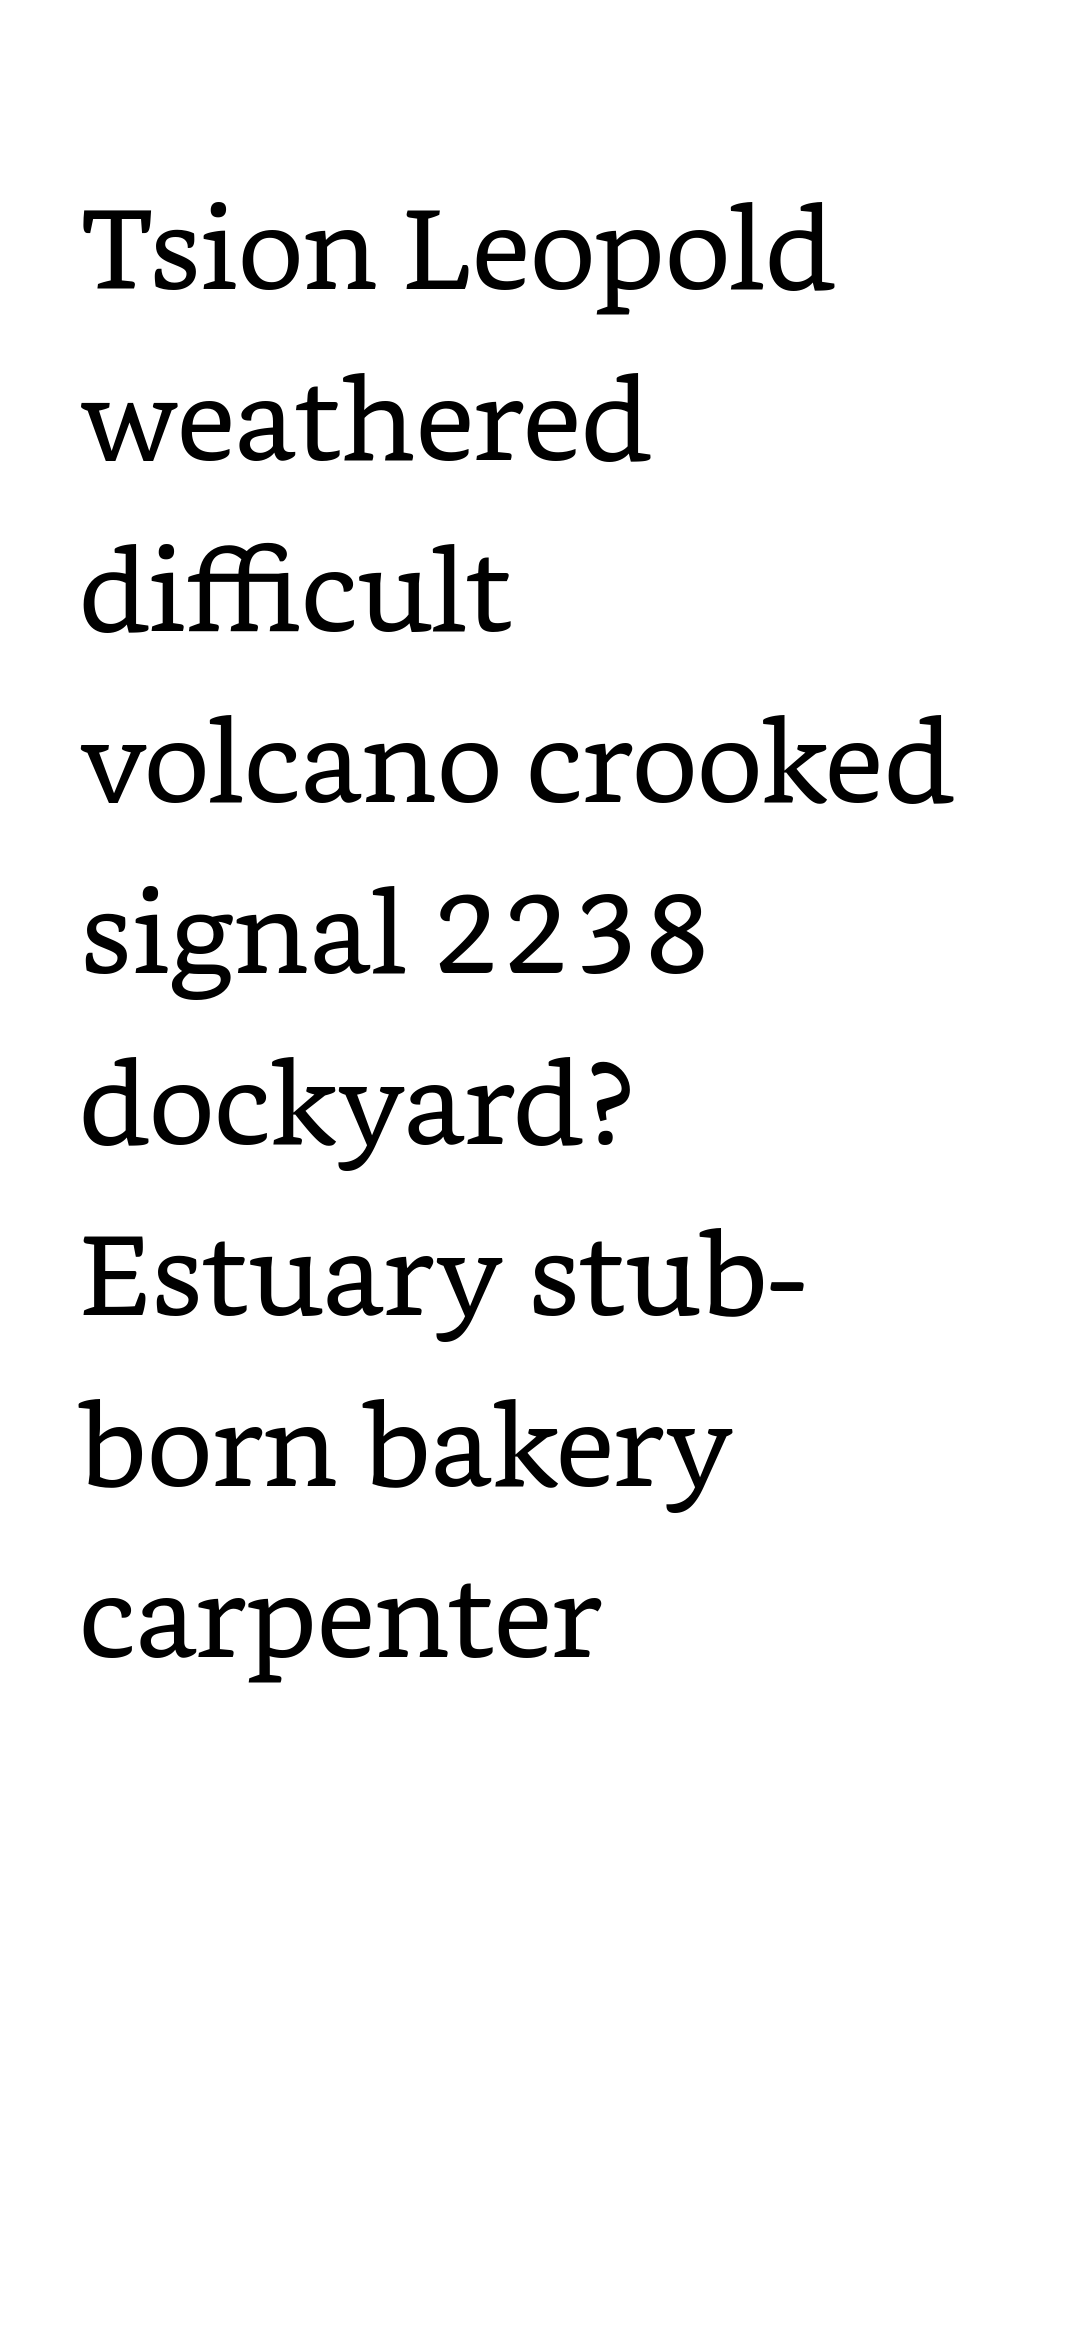 Tsion Leopold
weathered
difficult
volcano crooked
signal 2238
dockyard?
Estuary stub-
born bakery
carpenter